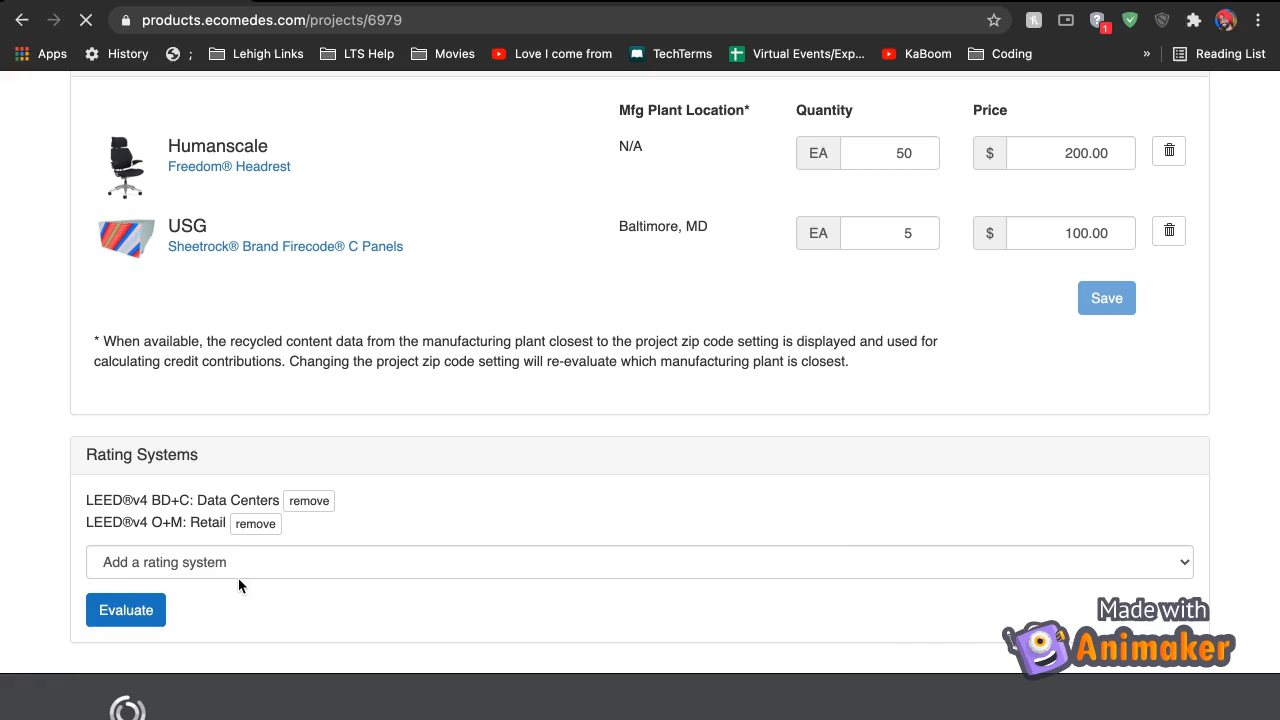 products.ecomedes.com/projects/6979
1
Apps History ; Lehigh Links LTS Help Movies Love I come from TechTerms Virtual Events/Exp... KaBoom Coding » Reading List
Mfg Plant Location* Quantity Price
Humanscale N/A EA 50 $ 200.00
Freedom® Headrest
USG Baltimore, MD EA 5 $ 100.00
Sheetrock® Brand Firecode® C Panels
Save
* When available, the recycled content data from the manufacturing plant closest to the project zip code setting is displayed and used for
calculating credit contributions. Changing the project zip code setting will re-evaluate which manufacturing plant is closest.
Rating Systems
LEED®v4 BD+C: Data Centers remove
LEED®v4 O+M: Retail remove
Add a rating system
Evaluate
Made with
Animaker